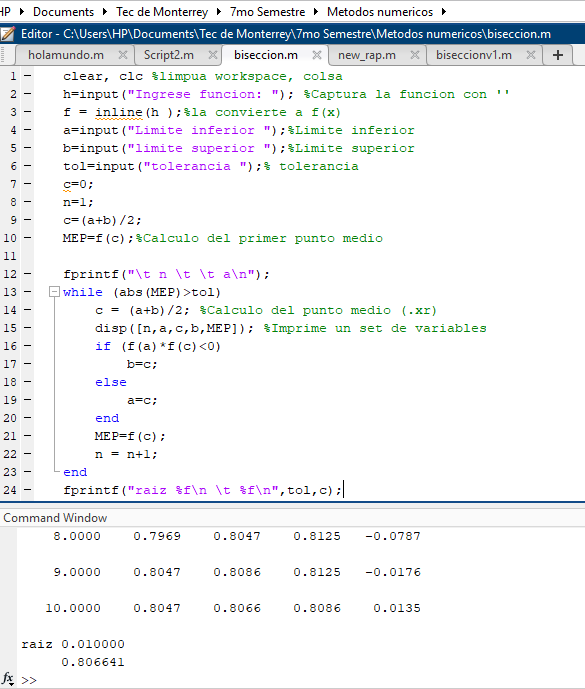 HP Documents Tec de Monterrey 7mo Semestre Metodos numericos
Editor - C:\Users\HP\Documents\Tec de Monterrey\7mo Semestre\Metodos numericos\biseccion.m
holamundo.m Script2.m biseccion.m new_rap.m biseccionv1.m
1 clear, clc %limpua workspace, colsa
2 h=input("Ingrese funcion: "); %Captura la funcion con ''
3 f = inline(h );%la convierte a f(x)
4 a=input("Limite inferior ");%Limite inferior
5 b=input("limite superior ");%Limite superior
6 tol=input("tolerancia ");% tolerancia
7 c=0;
8 n=1;
9 c=(a+b)/2;
10 MEP=f(c);%Calculo del primer punto medio
11
12 fprintf("\t n \t \t a\n");
13 while (abs(MEP)>tol)
14 c = (a+b)/2; %Calculo del punto medio (.xr)
15 disp([n,a,c,b,MEP]); %Imprime un set de variables
16 if (f(a)*f(c)<0)
17 b=c;
18 else
19 a=c;
20 end
21 MEP=f(c);
22 n = n+1;
23 end
24 fprintf("raiz %f\n \t %f\n",tol,c);
Command Window
8.0000 0.7969 0.8047 0.8125 -0.0787
9.0000 0.8047 0.8086 0.8125 -0.0176
10.0000 0.8047 0.8066 0.8086 0.0135
raiz 0.010000
0.806641
fx >>